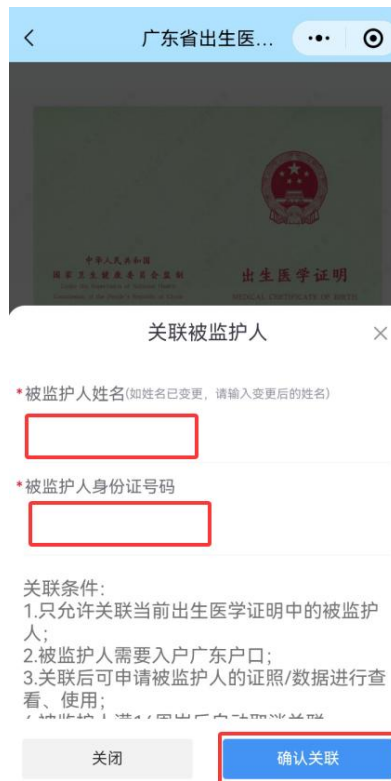 广东省出生医...
中华人民共和国
国家卫生健康委员会监制
出生医学证明
MEDICAL CERTIFICATE OF BIRTH
关联被监护人
*被监护人姓名(如姓名已变更，请输入变更后的姓名)
*被监护人身份证号码
关联条件:
1.只允许关联当前出生医学证明中的被监护
人;
2.被监护人需要入户广东户口;
3.关联后可申请被监护人的证照/数据进行查
看、使用;
关闭
确认关联